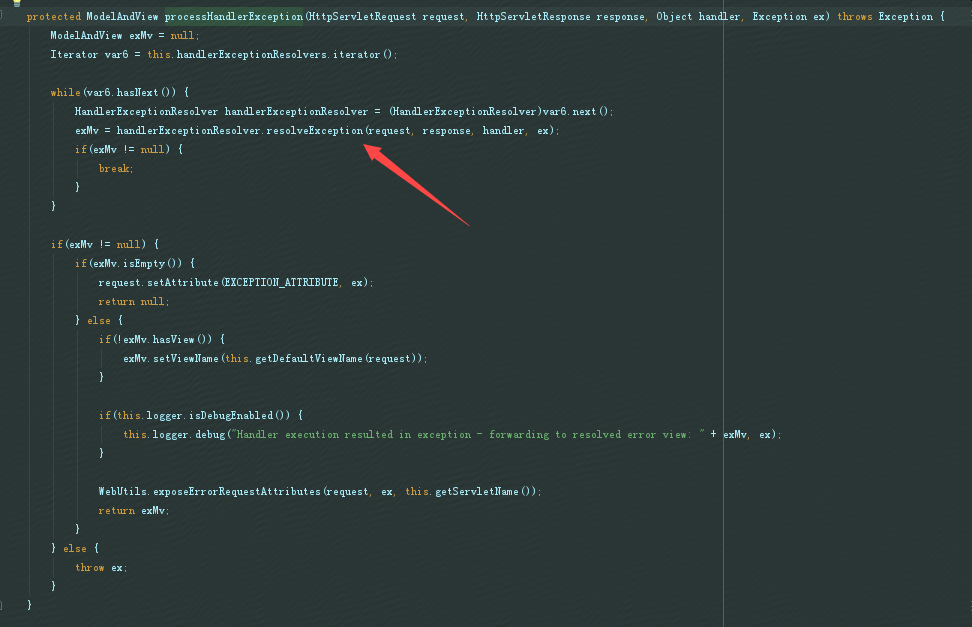 protected ModelAndView processHandlerException(HttpServletRequest request, HttpServletResponse response, Object handler, Exception ex) throws Exception {
ModelAndView exMv = null;
Iterator var6 = this.handlerExceptionResolvers.iterator();
while(var6.hasNext()) {
HandlerExceptionResolver handlerExceptionResolver = (HandlerExceptionResolver)var6.next();
exMv = handlerExceptionResolver.resolveException(request, response, handler, ex);
if(exMv != null) {
break;
}
}
if(exMv != null) {
if(exMv.isEmpty()) {
request.setAttribute(EXCEPTION_ATTRIBUTE, ex);
return null;
} else {
if(!exMv.hasView()) {
exMv.setViewName(this.getDefaultViewName(request));
}
if(this.logger.isDebugEnabled()) {
this.logger.debug("Handler execution resulted in exception - forwarding to resolved error view: " + exMv, ex);
}
WebUtils.exposeErrorRequestAttributes(request, ex, this.getServletName());
return exMv;
}
} else {
throw ex;
}
}